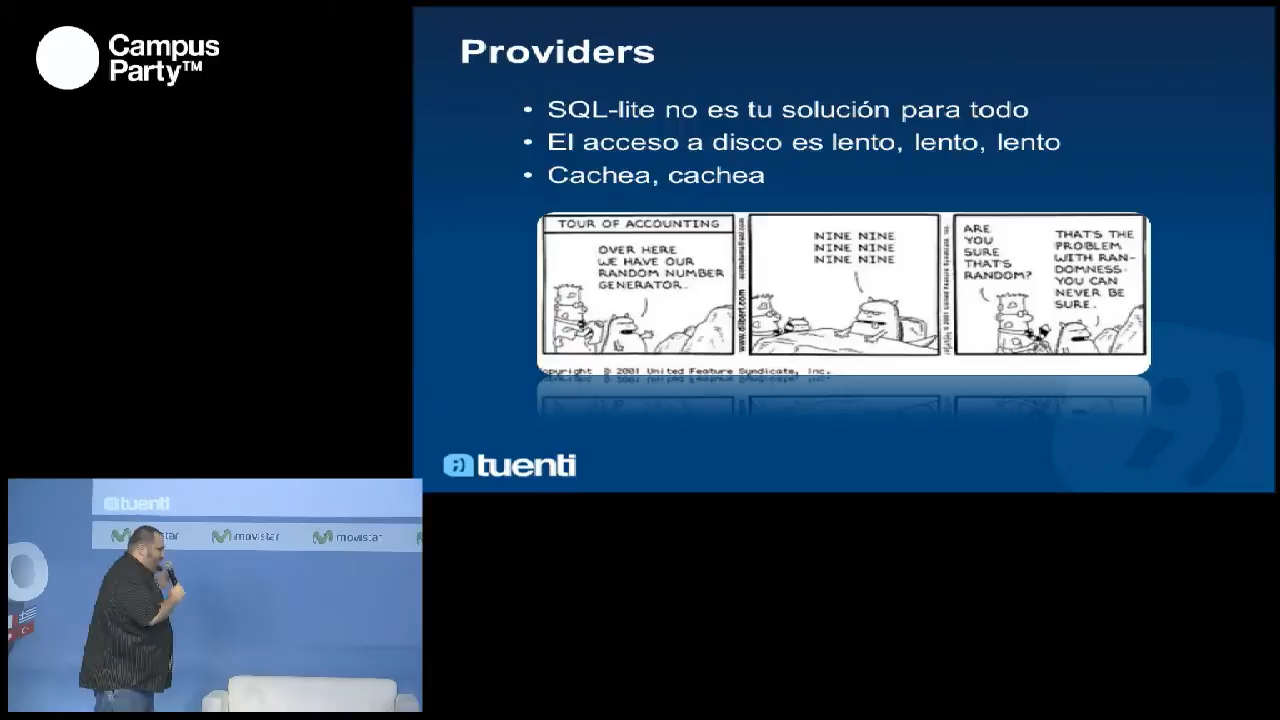 Campus
Party™
Providers
• SQL-lite no es tu solución para todo
• El acceso a disco es lento, lento, lento
• Cachea, cachea
TOUR OF ACCOUNTING
OVER HERE
WE HAVE OUR
RANDOM NUMBER
GENERATOR.
www.dilbert.com
NINE NINE
NINE NINE
NINE NINE
ARE
YOU
SURE
THAT'S
RANDOM?
THAT'S THE
PROBLEM
WITH RAN-
DOMNESS:
YOU CAN
NEVER BE
SURE.
opyright © 2001 United Feature Syndicate, Inc.
;) tuenti
tuenti
star
movistar
movistar